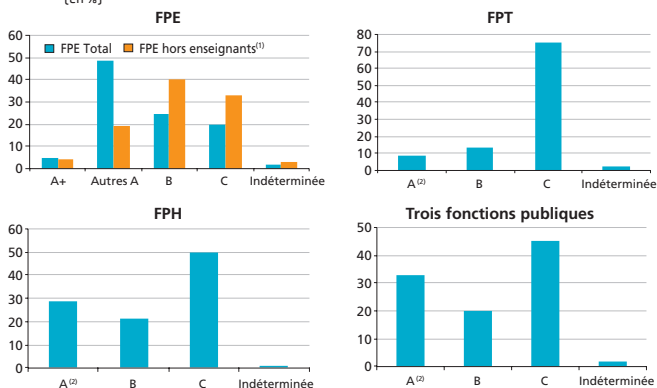 (en %)
FPE
60
50
40
30
20
10
0
FPE Total
FPE hors enseignants(1)
A+ Autres A B C Indéterminée
FPT
80
70
60
50
40
30
20
10
0
A(2) B C Indéterminée
FPH
60
50
40
30
20
10
0
A(2) B C Indéterminée
Trois fonctions publiques
50
40
30
20
10
0
A(2) B C Indéterminée